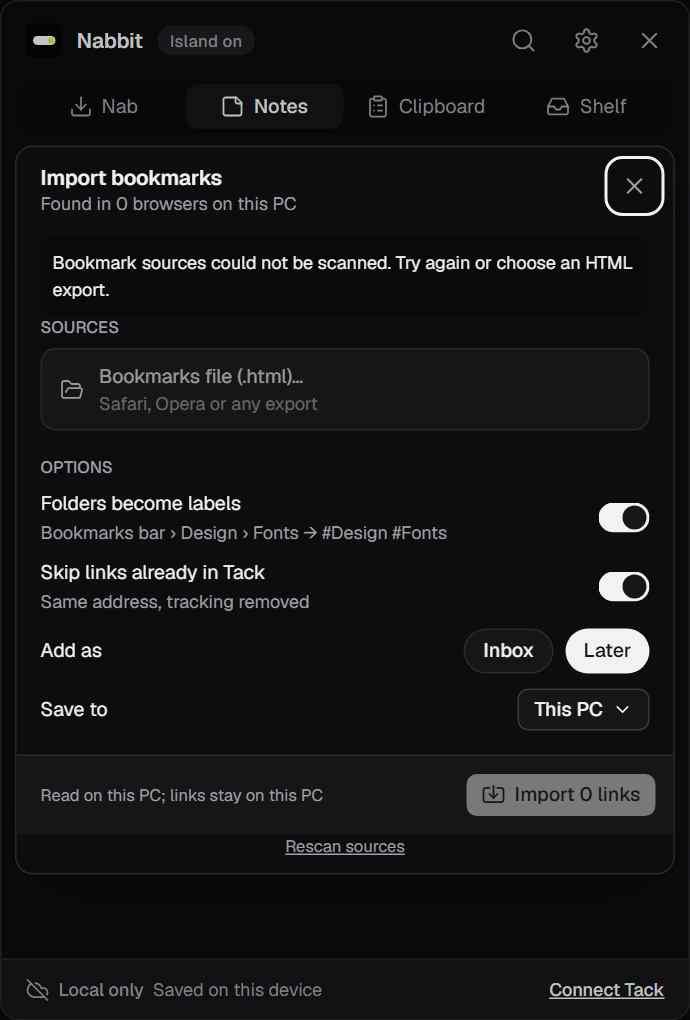 Nabbit
Island on
Nab
Notes
Clipboard
Shelf
Import bookmarks
Found in 0 browsers on this PC
Bookmark sources could not be scanned. Try again or choose an HTML
export.
SOURCES
Bookmarks file (.html)...
Safari, Opera or any export
OPTIONS
Folders become labels
Bookmarks bar › Design › Fonts → #Design #Fonts
Skip links already in Tack
Same address, tracking removed
Add as
Inbox
Later
Save to
This PC
Read on this PC; links stay on this PC
Import 0 links
Rescan sources
Local only
Saved on this device
Connect Tack